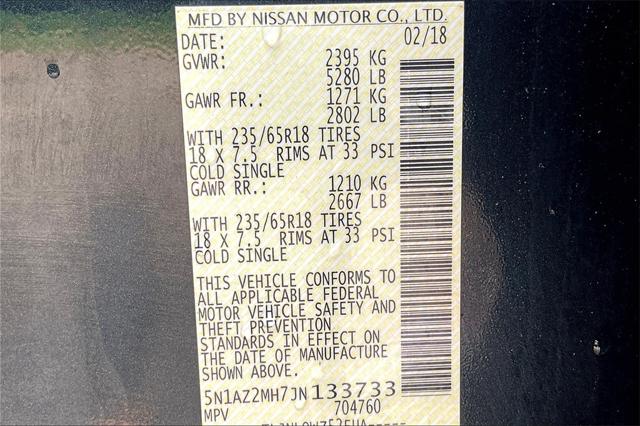 MFD BY NISSAN MOTOR CO., LTD.
DATE: 02/18
GVWR: 2395 KG
5280 LB
GAWR FR.: 1271 KG
2802 LB
WITH 235/65R18 TIRES
18 X 7.5 RIMS AT 33 PSI
COLD SINGLE
GAWR RR.: 1210 KG
2667 LB
WITH 235/65R18 TIRES
18 X 7.5 RIMS AT 33 PSI
COLD SINGLE
THIS VEHICLE CONFORMS TO
ALL APPLICABLE FEDERAL
MOTOR VEHICLE SAFETY AND
THEFT PREVENTION
STANDARDS IN EFFECT ON
THE DATE OF MANUFACTURE
SHOWN ABOVE.
5N1AZ2MH7JN133733
MPV 704760